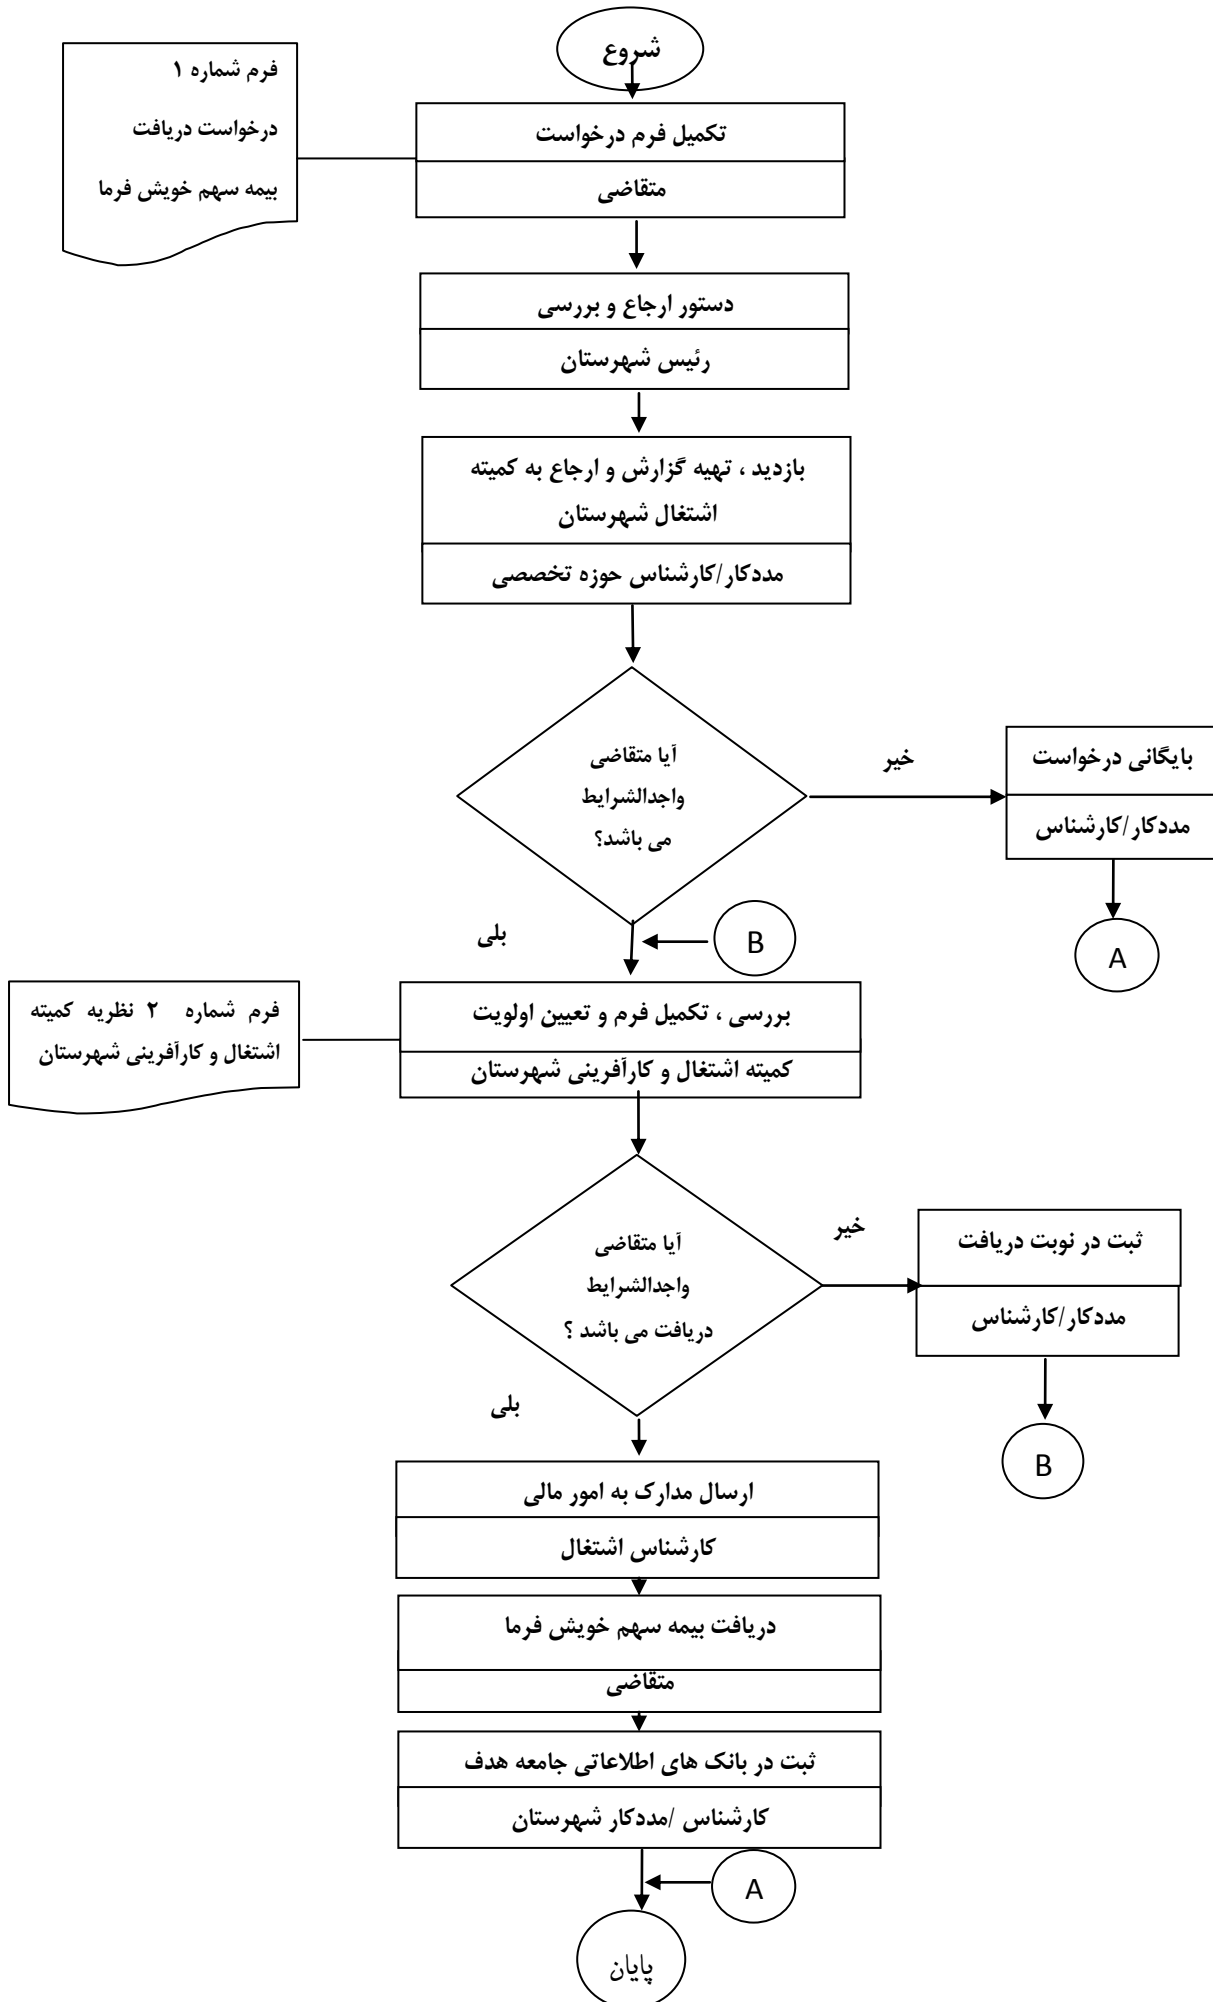 شروع
فرم شماره ۱
درخواست دریافت
بیمه سهم خویش فرما
تکمیل فرم درخواست
متقاضی
دستور ارجاع و بررسی
رئیس شهرستان
بازدید ، تهیه گزارش و ارجاع به کمیته
اشتغال شهرستان
مددکار/کارشناس حوزه تخصصی
آیا متقاضی
واجدالشرایط
می باشد؟
خیر
بایگانی درخواست
مددکار/کارشناس
A
بلی
B
فرم شماره ۲ نظریه کمیته
اشتغال و کارآفرینی شهرستان
بررسی ، تکمیل فرم و تعیین اولویت
کمیته اشتغال و کارآفرینی شهرستان
آیا متقاضی
واجدالشرایط
دریافت می باشد ؟
خیر
ثبت در نوبت دریافت
مددکار/کارشناس
B
بلی
ارسال مدارک به امور مالی
کارشناس اشتغال
دریافت بیمه سهم خویش فرما
متقاضی
ثبت در بانک های اطلاعاتی جامعه هدف
کارشناس /مددکار شهرستان
A
پایان